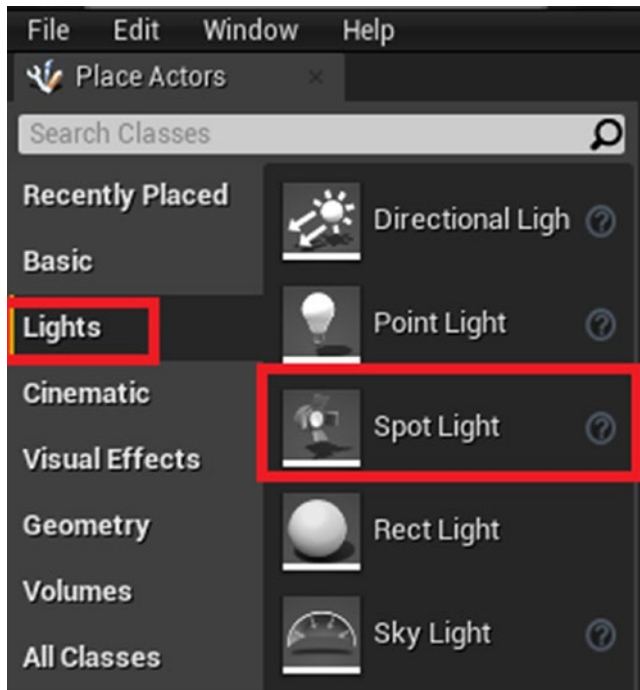 File Edit Window Help
Place Actors
Search Classes
Recently Placed
Basic
Lights
Cinematic
Visual Effects
Geometry
Volumes
All Classes
Directional Ligh
Point Light
Spot Light
Rect Light
Sky Light